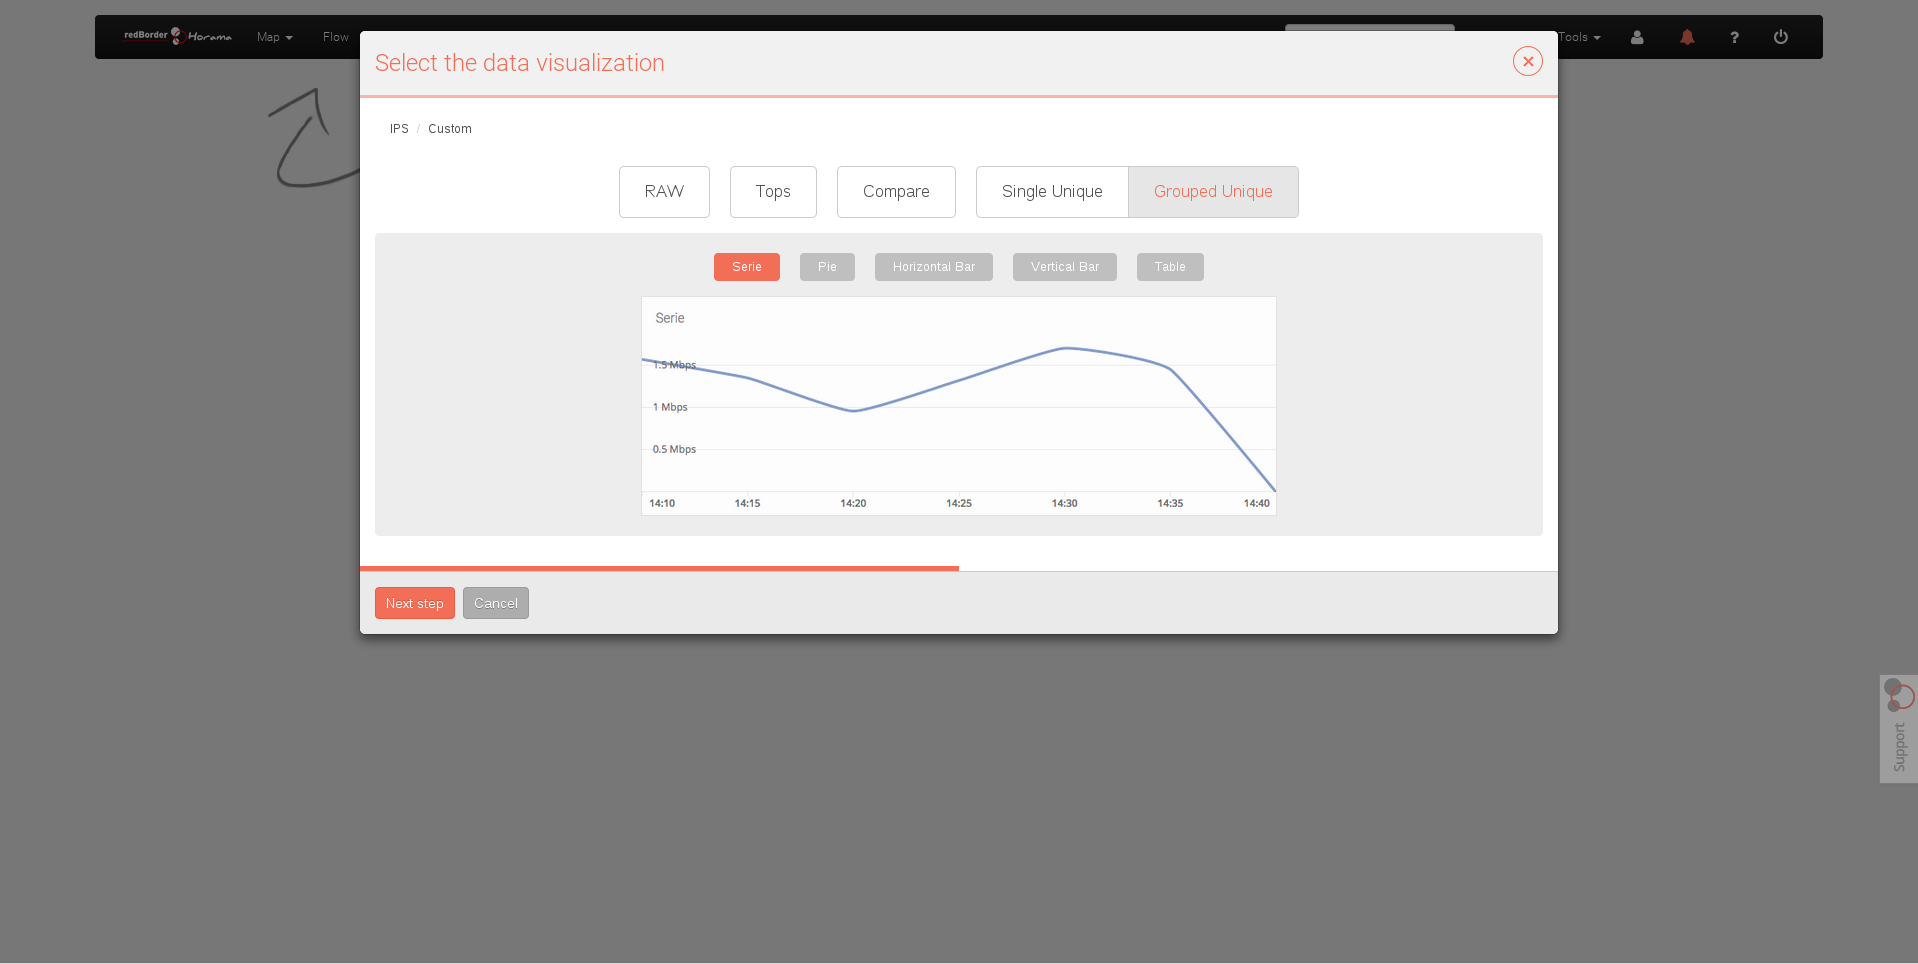 redBorder Horama Map Flow Tools ?
Select the data visualization
IPS / Custom
RAW Tops Compare Single Unique Grouped Unique
Serie Pie Horizontal Bar Vertical Bar Table
Serie
1.5 Mbps
1 Mbps
0.5 Mbps
14:10 14:15 14:20 14:25 14:30 14:35 14:40
Next step Cancel
Support